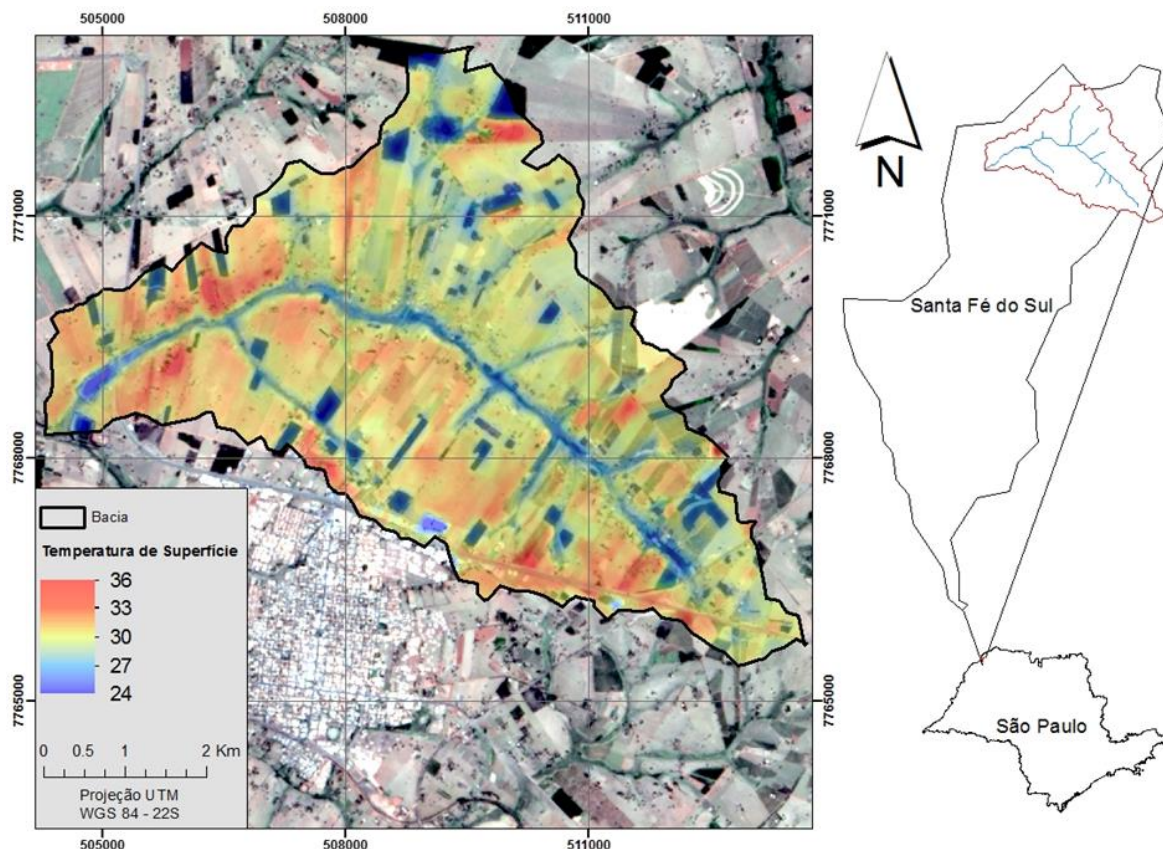 505000 508000 511000
7771000
7768000
7765000
7771000
7768000
7765000
Bacia
Temperatura de Superfície
36
33
30
27
24
0 0.5 1 2 Km
Projeção UTM
WGS 84 - 22S
505000 508000 511000
N
Santa Fé do Sul
São Paulo